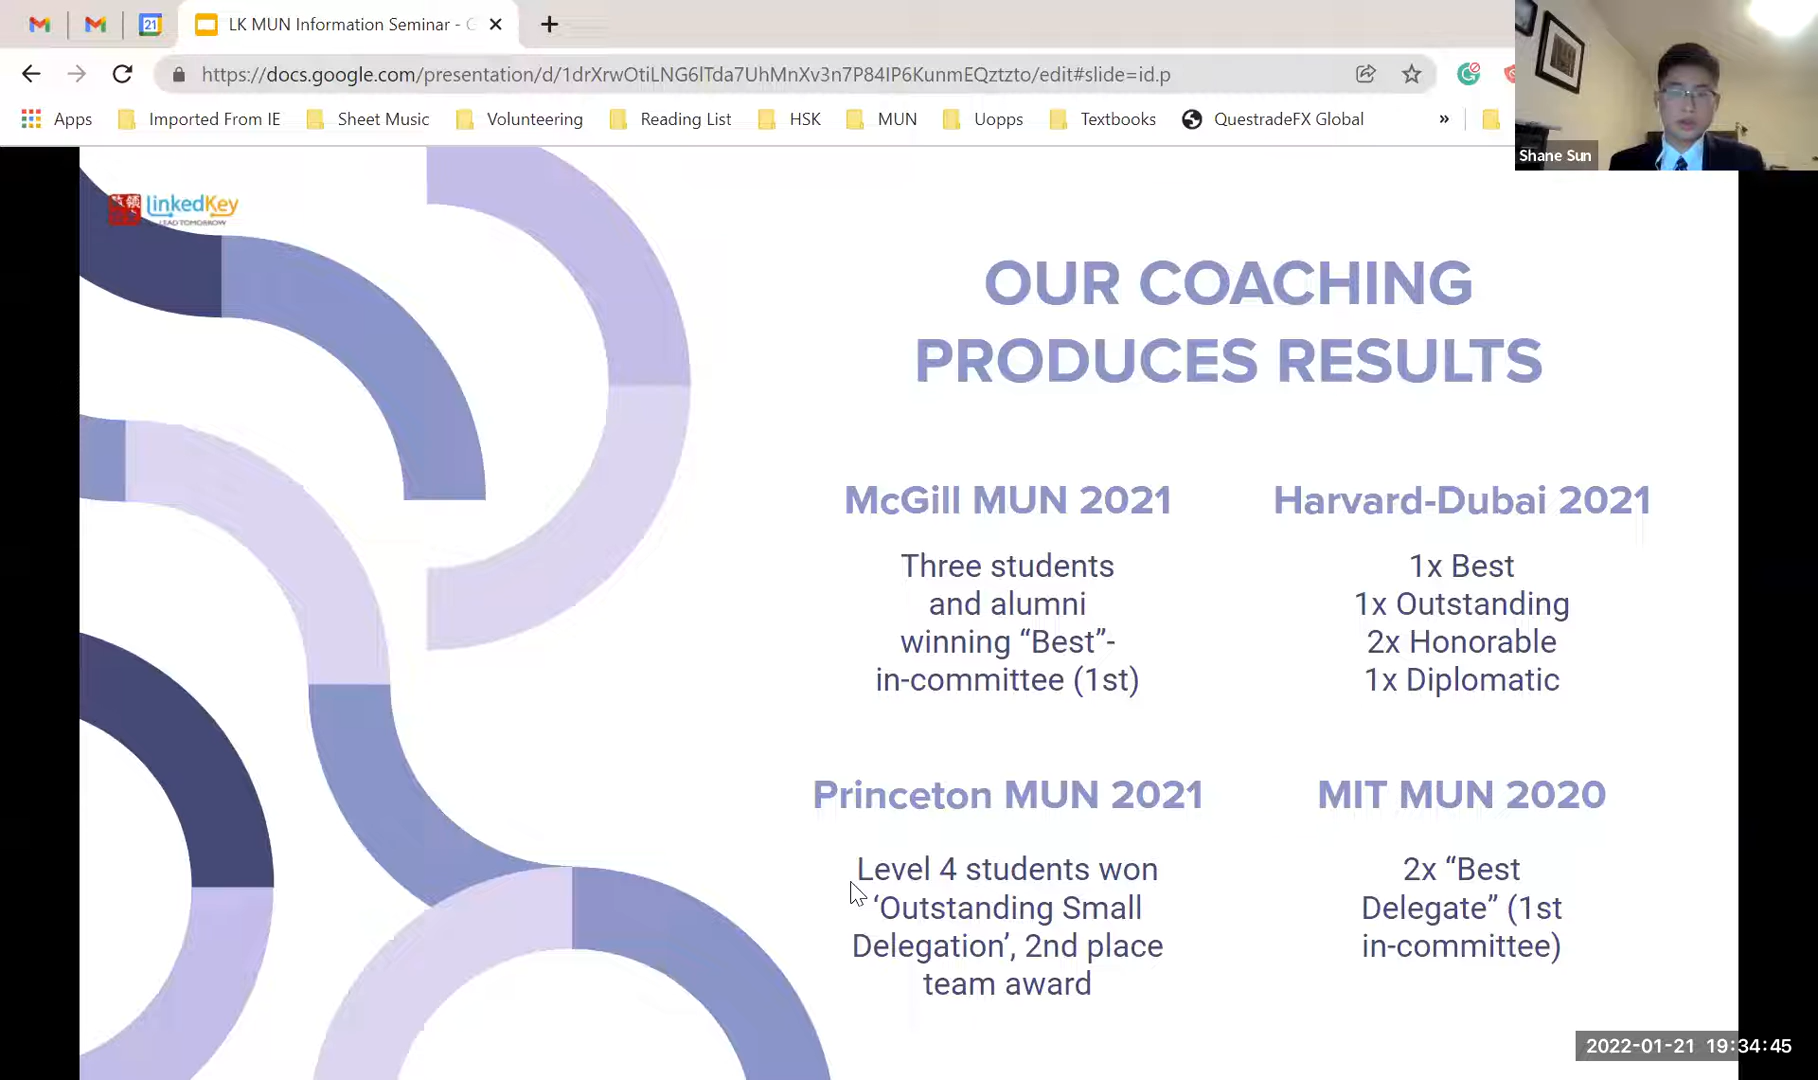 21
LK MUN Information Seminar - G
https://docs.google.com/presentation/d/1drXrwOtiLNG6lTda7UhMnXv3n7P84IP6KunmEQztzto/edit#slide=id.p
Apps
Imported From IE
Sheet Music
Volunteering
Reading List
HSK
MUN
Uopps
Textbooks
QuestradeFX Global
»
Shane Sun
linkedKey
LEAD TOMORROW
OUR COACHING
PRODUCES RESULTS
McGill MUN 2021
Three students
and alumni
winning “Best”-
in-committee (1st)
Harvard-Dubai 2021
1x Best
1x Outstanding
2x Honorable
1x Diplomatic
Princeton MUN 2021
Level 4 students won
‘Outstanding Small
Delegation’, 2nd place
team award
MIT MUN 2020
2x “Best
Delegate” (1st
in-committee)
2022-01-21 19:34:45